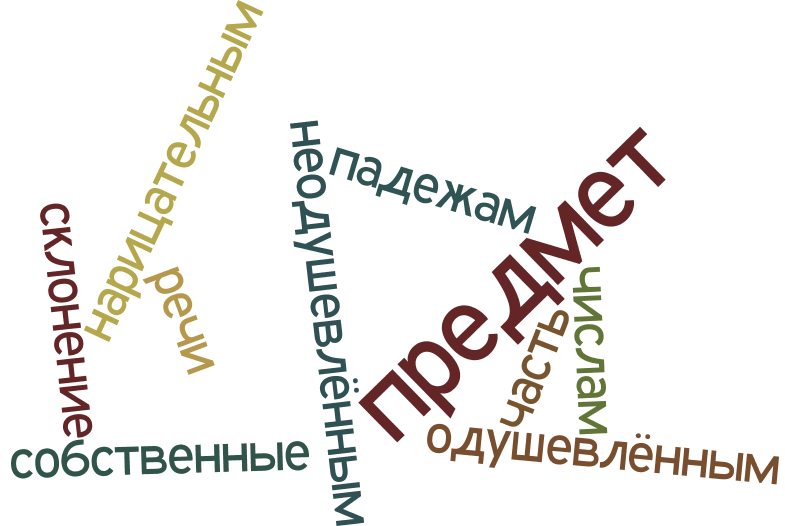 нарицательным
неодушевлённым
падежам
предмет
склонение
речи
числам
часть
одушевлённым
собственные